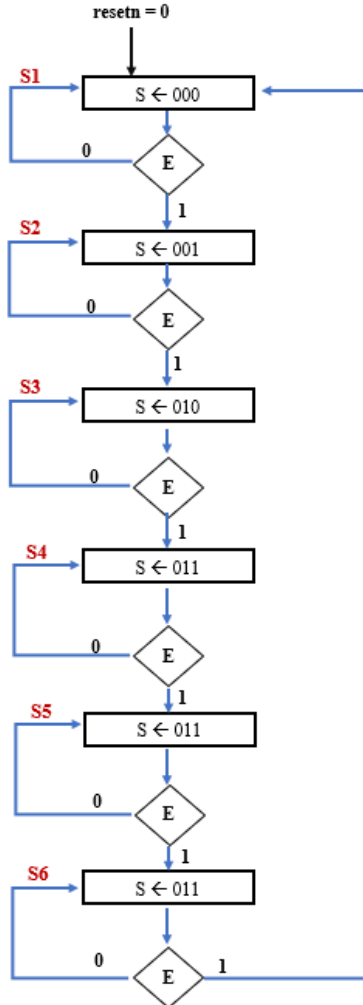 resetn = 0
S1
S ← 000
0
E
1
S2
S ← 001
0
E
1
S3
S ← 010
0
E
1
S4
S ← 011
0
E
1
S5
S ← 011
0
E
1
S6
S ← 011
0
E
1